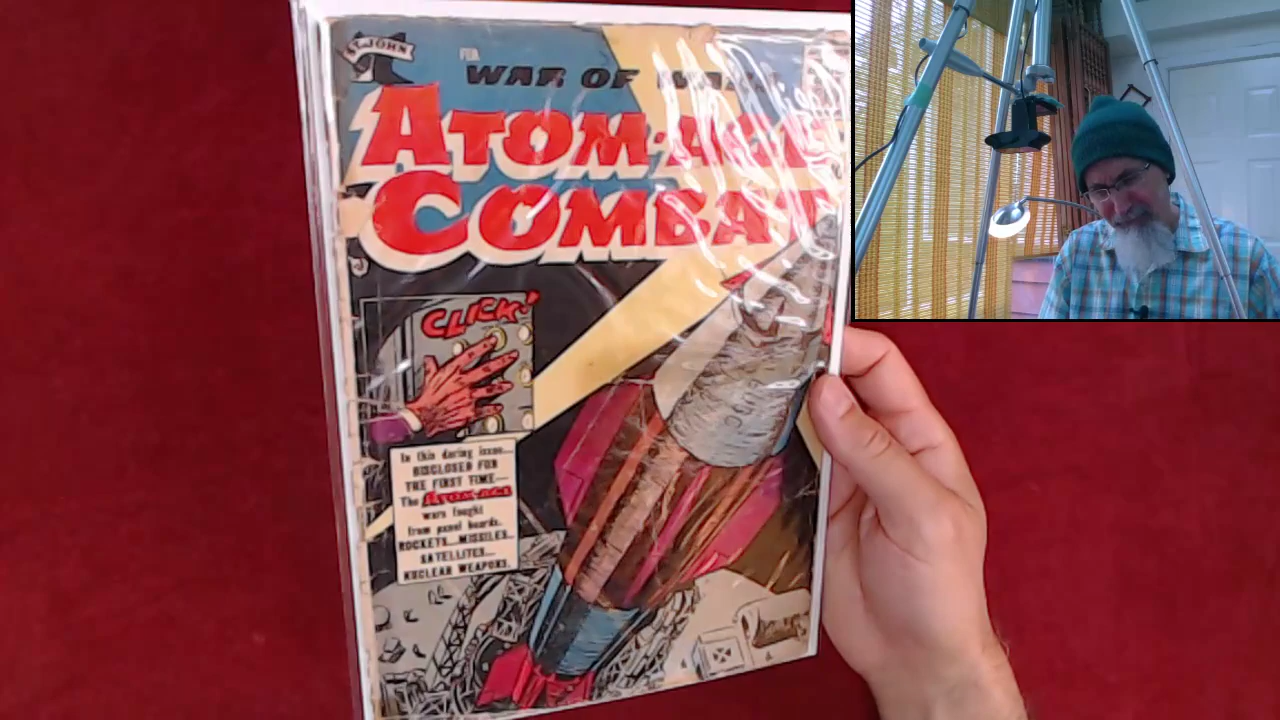 ST. JOHN
WAR OF
ATOM-AGE
COMBAT
CLICK!
In this daring issue...
DISCLOSED FOR
THE FIRST TIME—
The ATOM-AGE
wars fought
from panel boards.
ROCKETS...MISSILES...
SATELLITES...
NUCLEAR WEAPONS.